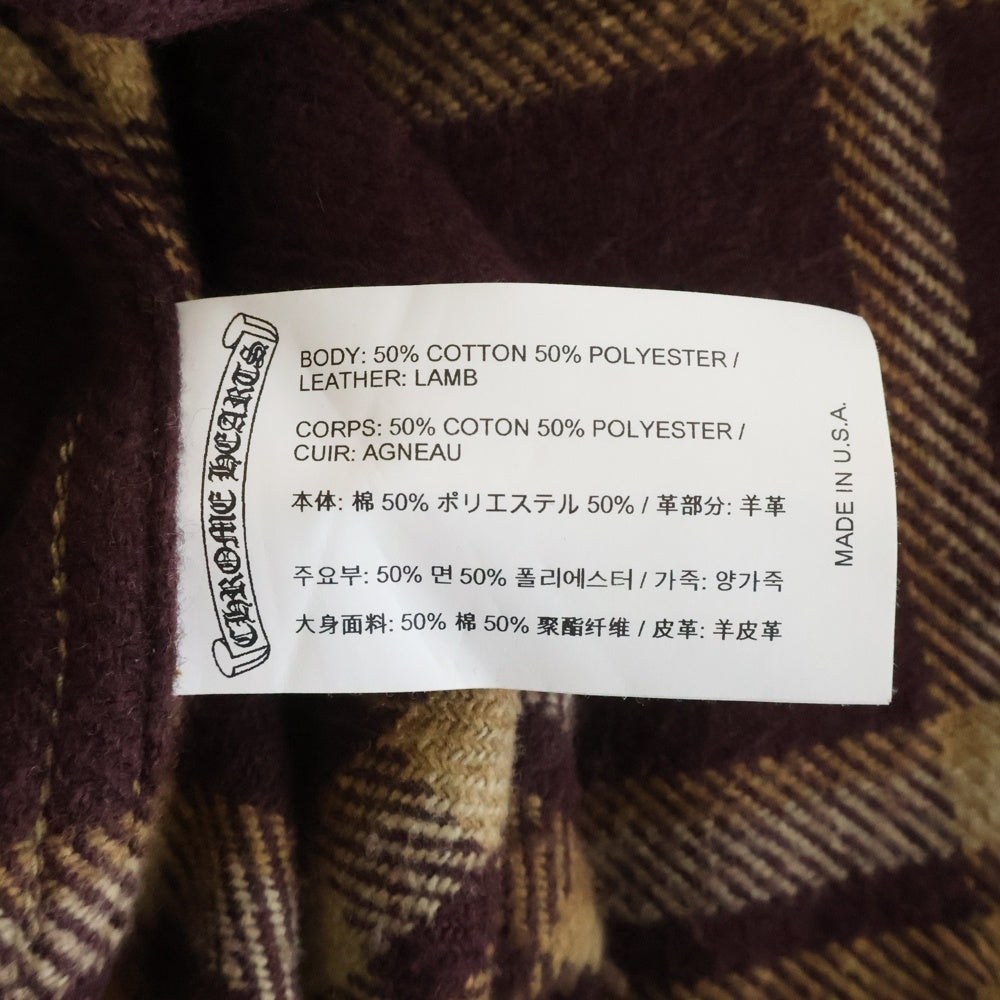 CHROME HEARTS
BODY: 50% COTTON 50% POLYESTER /
LEATHER: LAMB
CORPS: 50% COTON 50% POLYESTER /
CUIR: AGNEAU
本体: 棉 50% ポリエステル 50% / 革部分: 羊革
주요부: 50% 면 50% 폴리에스터 / 가죽: 양가죽
大身面料: 50% 棉 50% 聚酯纤维 / 皮革: 羊皮革
MADE IN U.S.A.